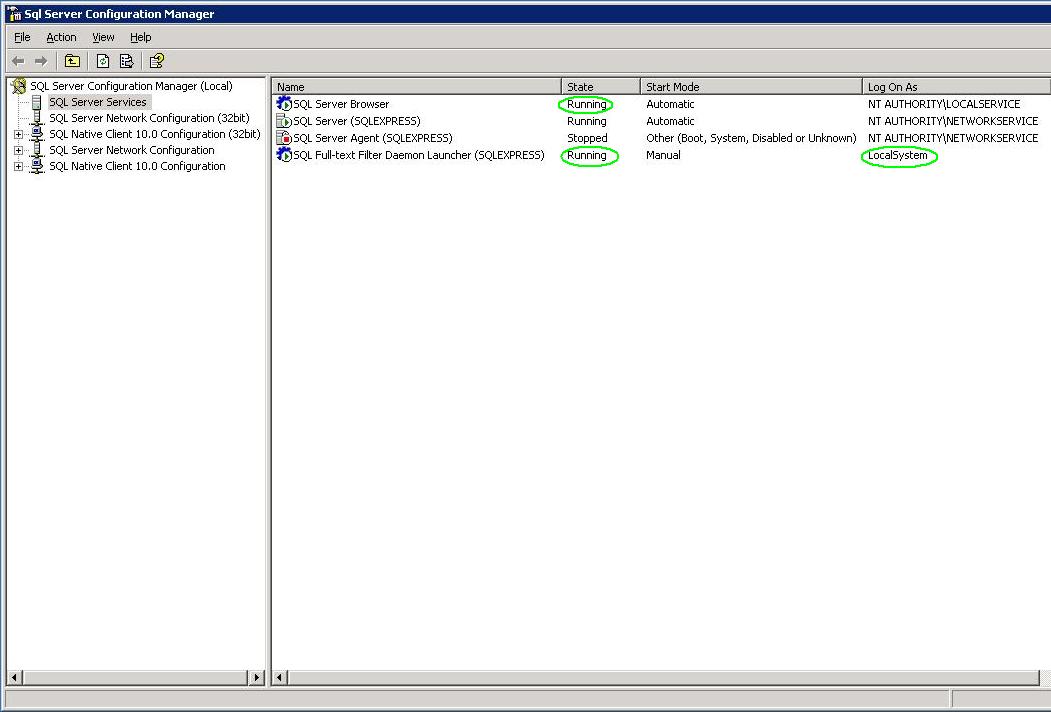 Sql Server Configuration Manager
File Action View Help
SQL Server Configuration Manager (Local)
SQL Server Services
SQL Server Network Configuration (32bit)
SQL Native Client 10.0 Configuration (32bit)
SQL Server Network Configuration
SQL Native Client 10.0 Configuration
Name State Start Mode Log On As
SQL Server Browser Running Automatic NT AUTHORITY\LOCALSERVICE
SQL Server (SQLEXPRESS) Running Automatic NT AUTHORITY\NETWORKSERVICE
SQL Server Agent (SQLEXPRESS) Stopped Other (Boot, System, Disabled or Unknown) NT AUTHORITY\NETWORKSERVICE
SQL Full-text Filter Daemon Launcher (SQLEXPRESS) Running Manual LocalSystem